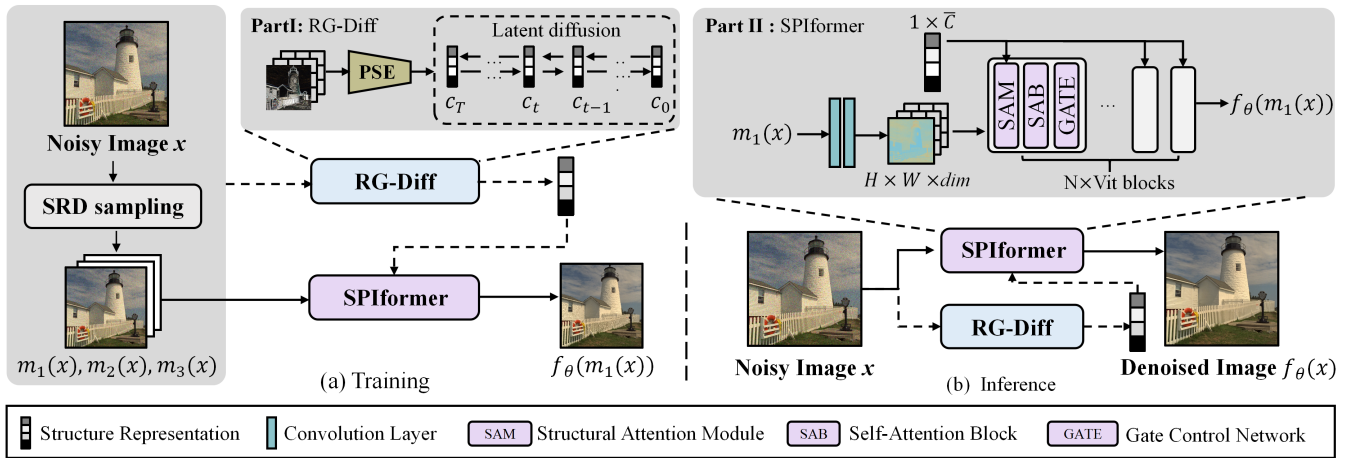 Noisy Image x
SRD sampling
m₁(x), m₂(x), m₃(x)
PartI: RG-Diff
PSE
Latent diffusion
... ... .. .
c_T c_t c_{t-1} c_0
RG-Diff
SPIformer
f_θ(m₁(x))
(a) Training
Part II : SPIformer
1 × C̅
m₁(x)
H × W ×dim
SAM
SAB
GATE
...
f_θ(m₁(x))
N×Vit blocks
SPIformer
RG-Diff
Noisy Image x
Denoised Image f_θ(x)
(b) Inference
Structure Representation
Convolution Layer
SAM Structural Attention Module
SAB Self-Attention Block
GATE Gate Control Network